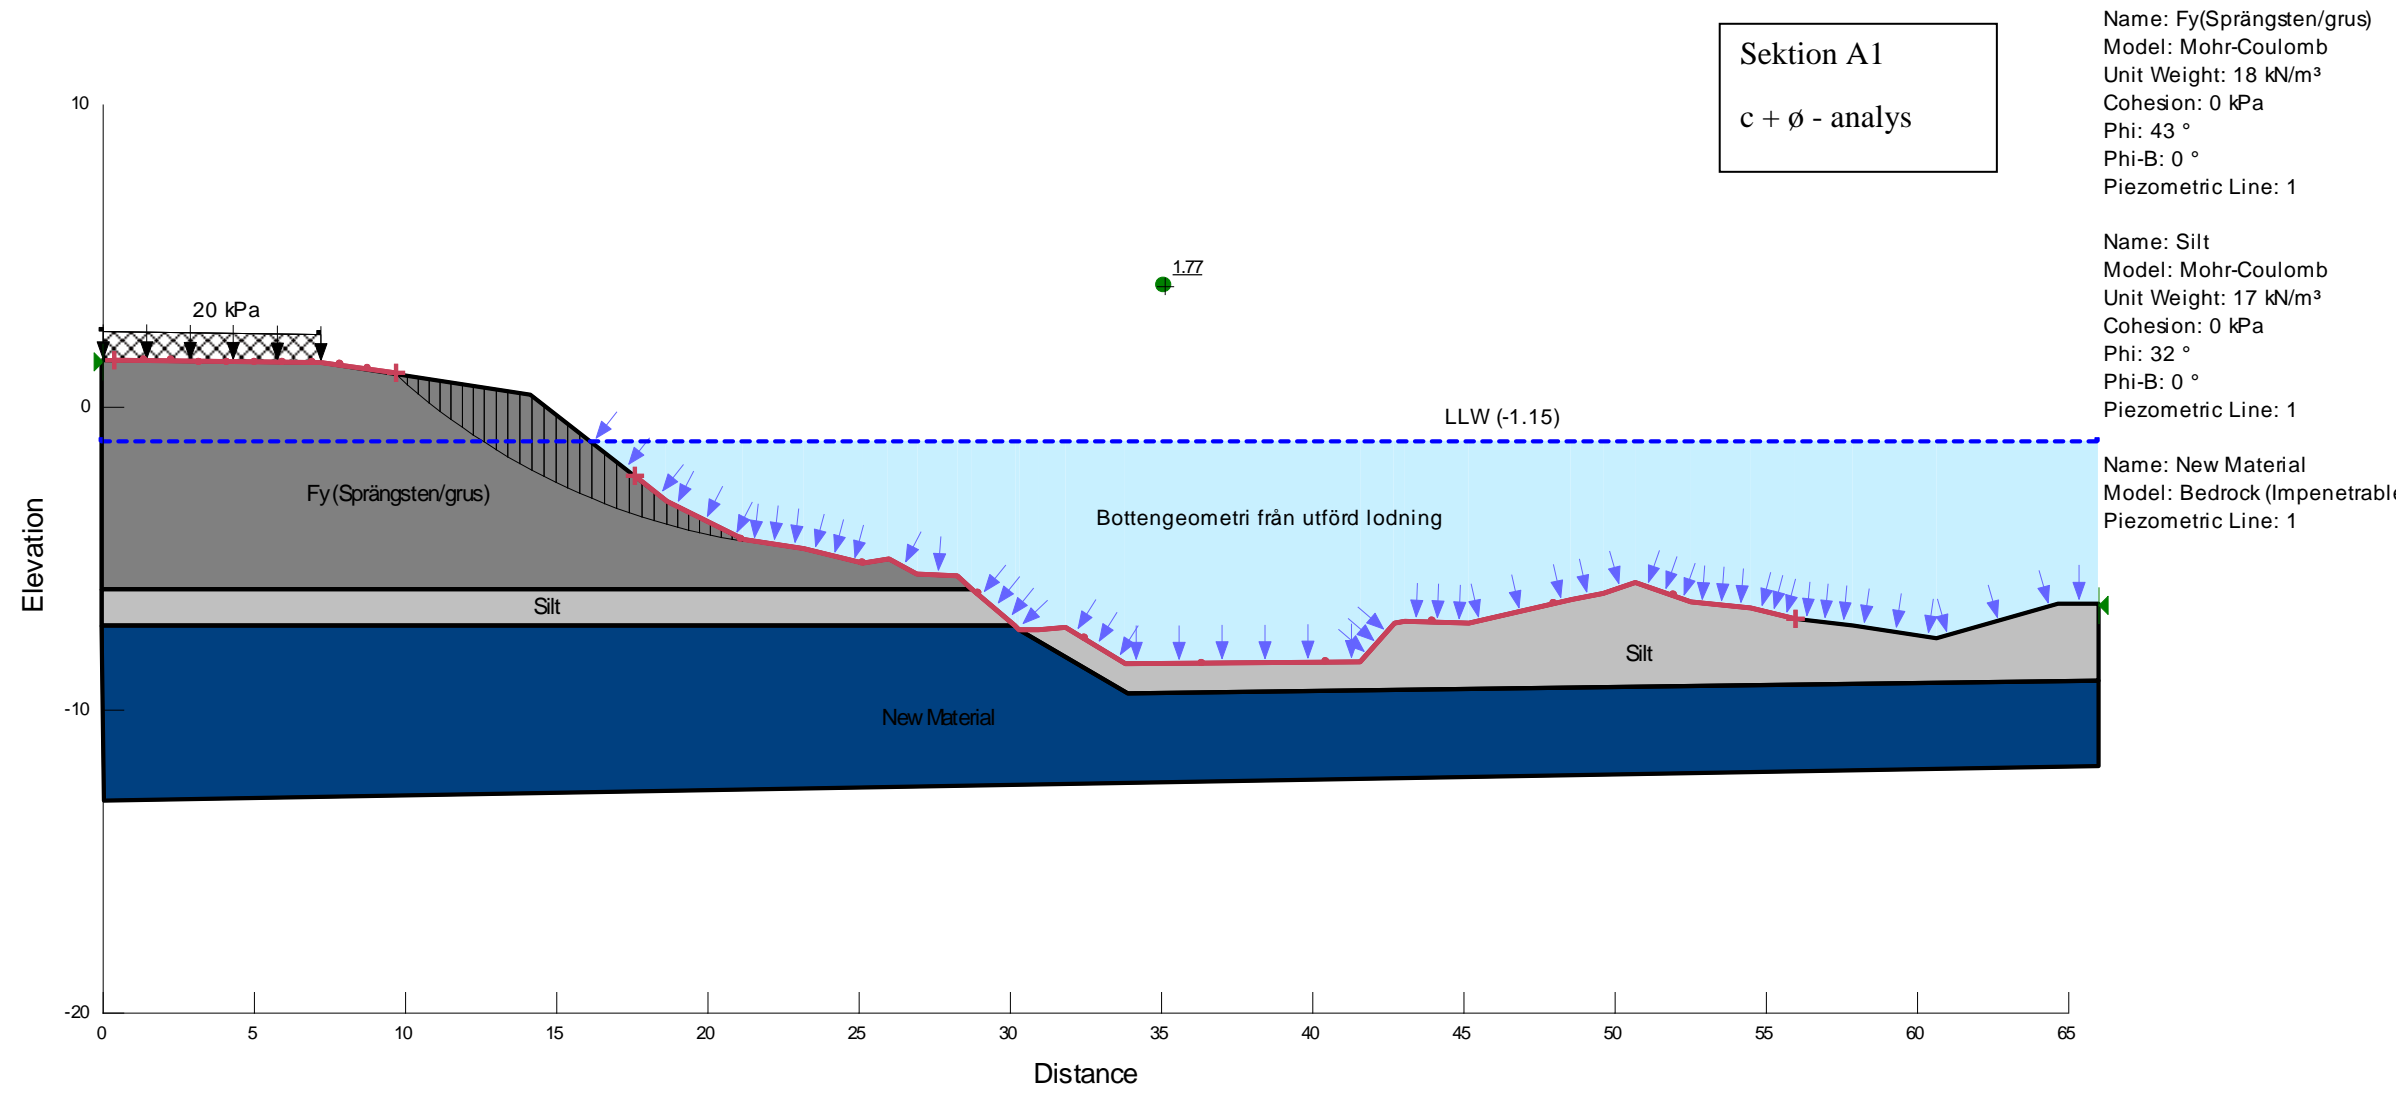 Name: Fy(Sprängsten/grus)
Model: Mohr-Coulomb
Unit Weight: 18 kN/m³
Cohesion: 0 kPa
Phi: 43 °
Phi-B: 0 °
Piezometric Line: 1
Name: Silt
Model: Mohr-Coulomb
Unit Weight: 17 kN/m³
Cohesion: 0 kPa
Phi: 32 °
Phi-B: 0 °
Piezometric Line: 1
Name: New Material
Model: Bedrock (Impenetrable
Piezometric Line: 1
Sektion A1
c + ø - analys
10
0
-10
-20
Elevation
1.77
20 kPa
LLW (-1.15)
Fy(Sprängsten/grus)
Bottengeometri från utförd lodning
Silt
Silt
New Material
0 5 10 15 20 25 30 35 40 45 50 55 60 65
Distance